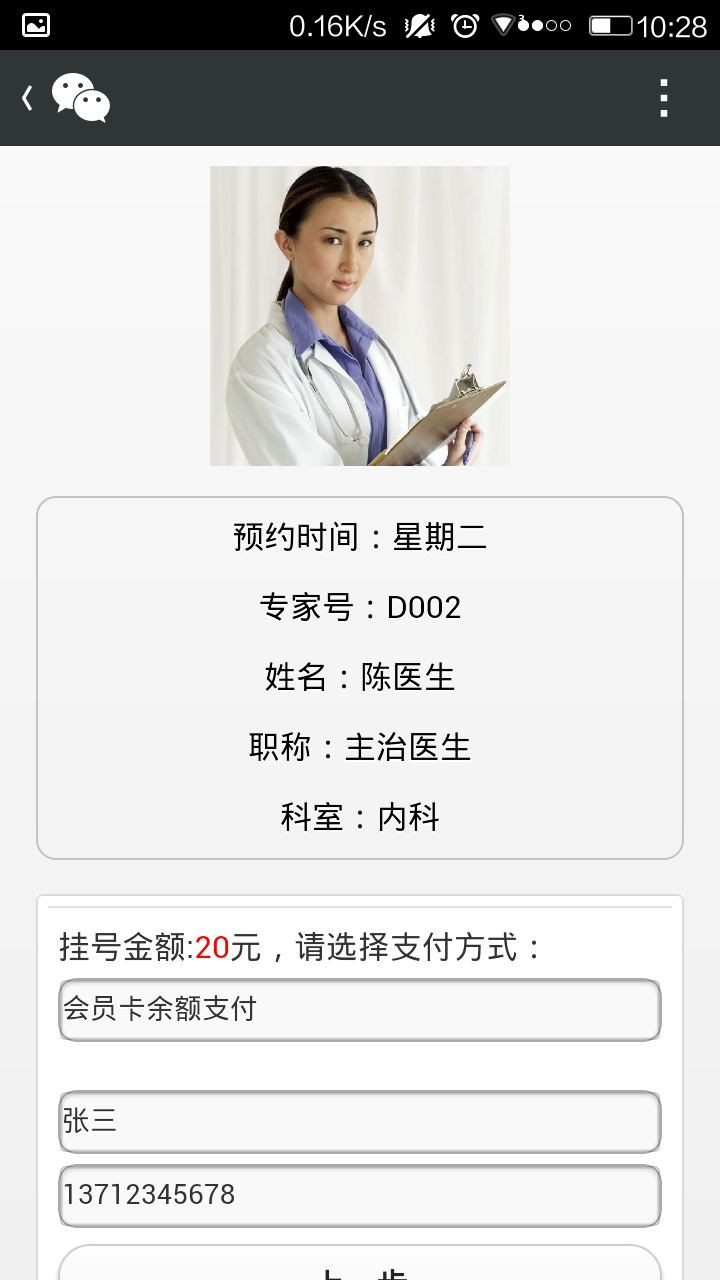 0.16K/s
10:28
预约时间：星期二
专家号：D002
姓名：陈医生
职称：主治医生
科室：内科
挂号金额:20元，请选择支付方式：
会员卡余额支付
张三
13712345678